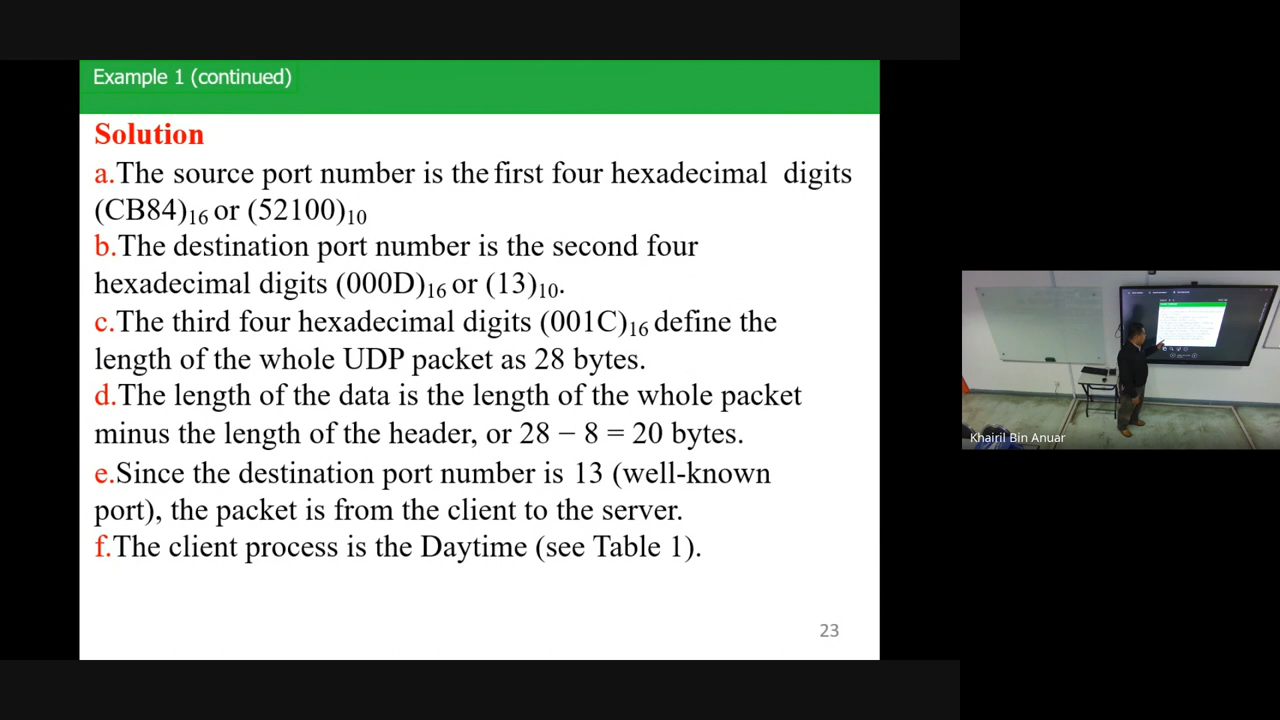 Example 1 (continued)
Solution
a.The source port number is the first four hexadecimal digits
(CB84)16 or (52100)10
b.The destination port number is the second four
hexadecimal digits (000D)16 or (13)10.
c.The third four hexadecimal digits (001C)16 define the
length of the whole UDP packet as 28 bytes.
d.The length of the data is the length of the whole packet
minus the length of the header, or 28 − 8 = 20 bytes.
e.Since the destination port number is 13 (well-known
port), the packet is from the client to the server.
f.The client process is the Daytime (see Table 1).
23
Khairil Bin Anuar